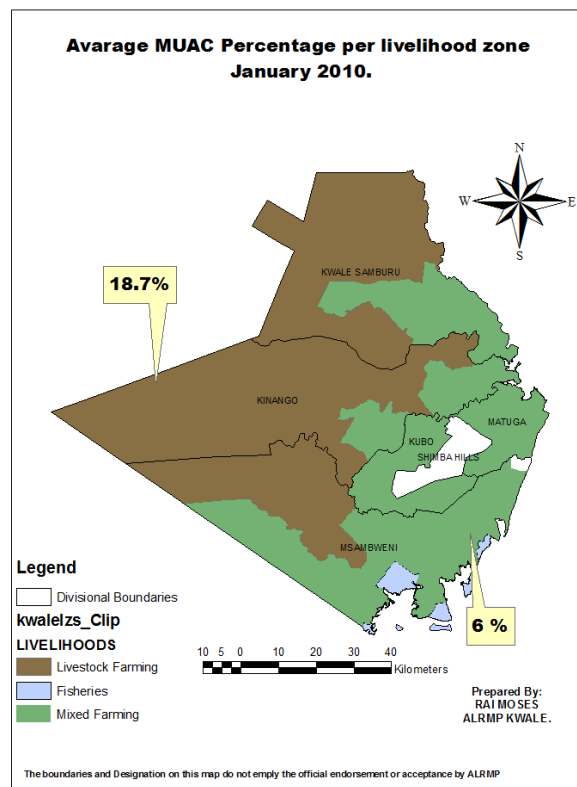 Avarage MUAC Percentage per livelihood zone
January 2010.
N
W
E
S
18.7%
KWALE SAMBURU
KINANGO
MATUGA
KUBO
SHIMBA HILLS
MSAMBWENI
6 %
Legend
Divisional Boundaries
kwalelzs_Clip
LIVELIHOODS
Livestock Farming
Fisheries
Mixed Farming
10 5 0 10 20 30 40
Kilometers
Prepared By:
RAI MOSES
ALRMP KWALE.
The boundaries and Designation on this map do not emply the official endorsement or acceptance by ALRMP